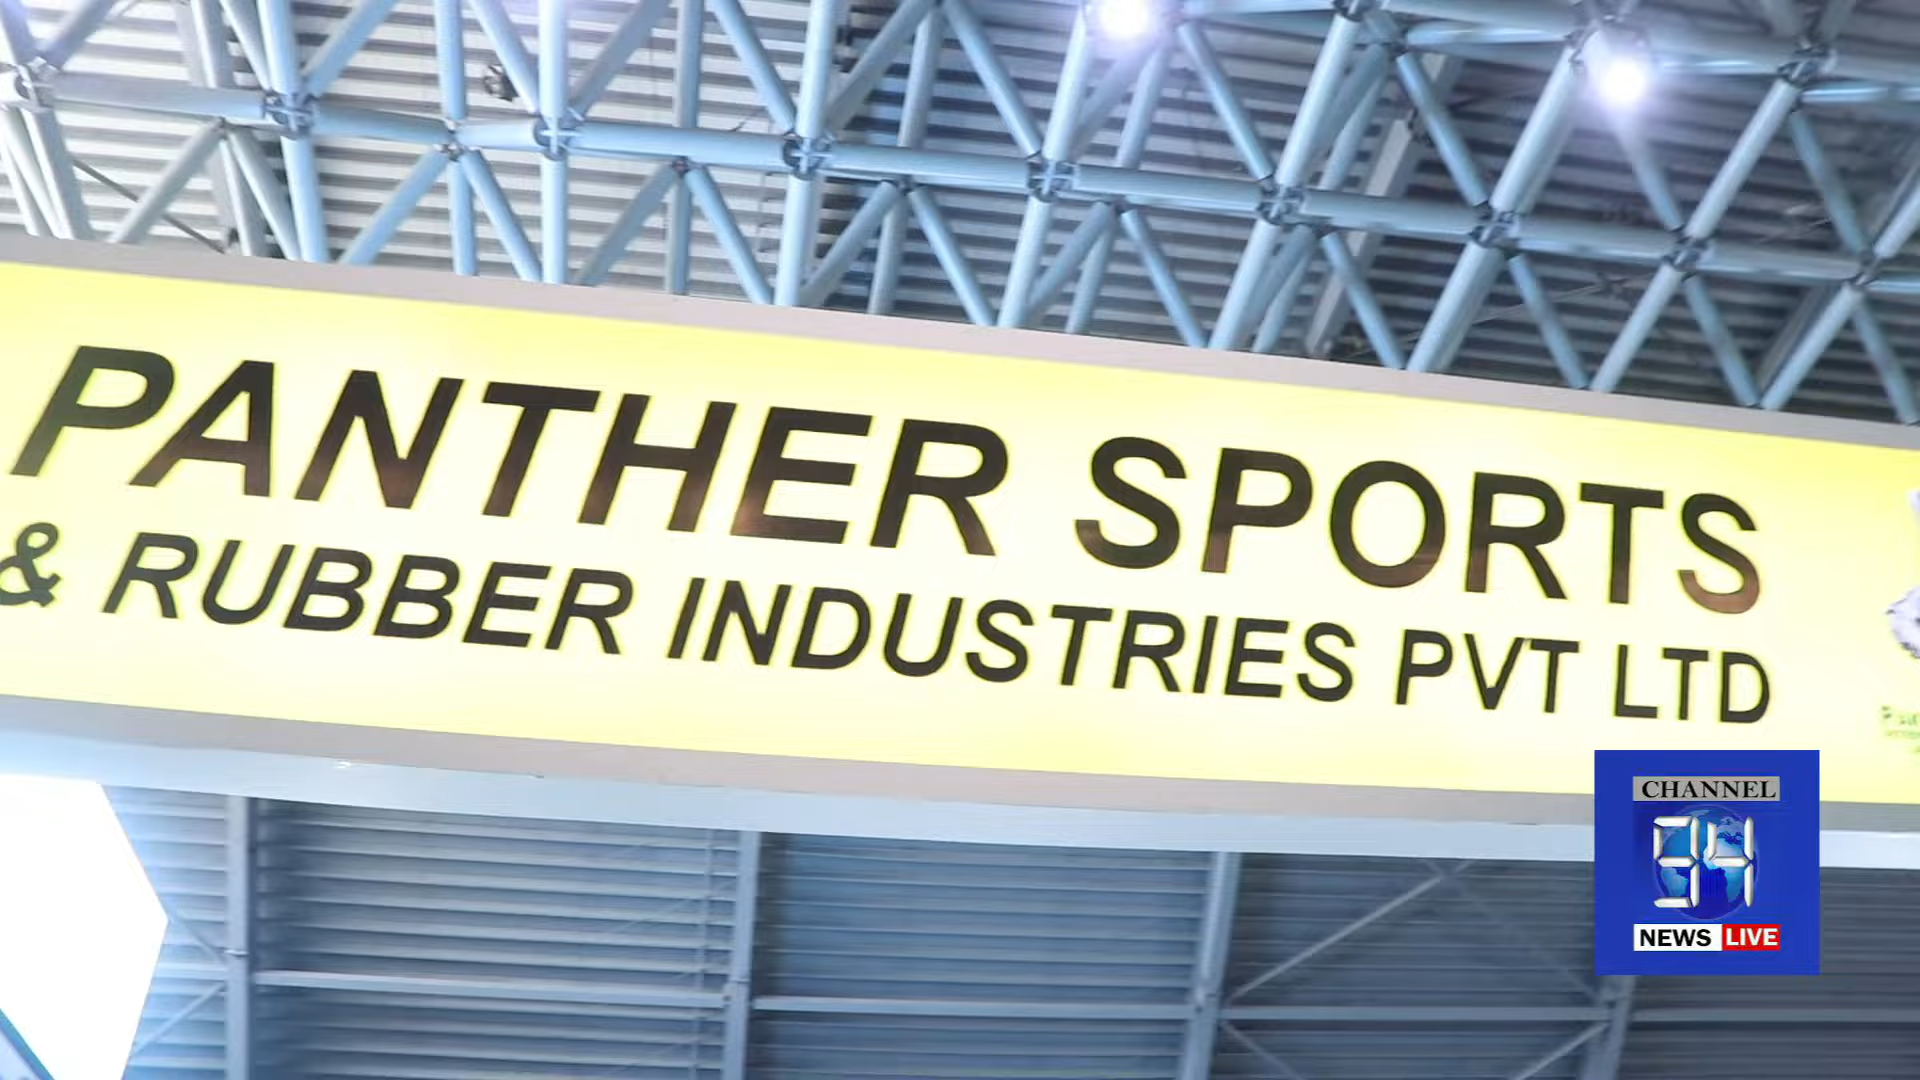 PANTHER SPORTS
& RUBBER INDUSTRIES PVT LTD
CHANNEL
94
NEWS LIVE